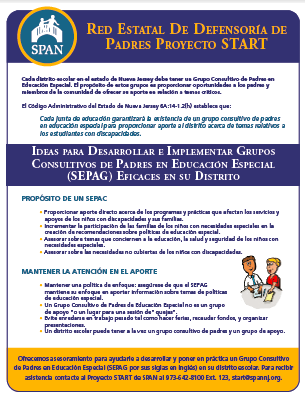 SPAN
RED ESTATAL DE DEFENSORÍA DE
PADRES PROYECTO START
Cada distrito escolar en el estado de Nueva Jersey debe tener un Grupo Consultivo de Padres en
Educación Especial. El propósito de estos grupos es proporcionar oportunidades a los padres y
miembros de la comunidad de ofrecer su aporte en relación a temas críticos.
El Código Administrativo del Estado de Nueva Jersey 6A:14-1.2(h) establece que:
Cada junta de educación garantizará la existencia de un grupo consultivo de padres
en educación especial para proporcionar aporte al distrito acerca de temas relativos a
los estudiantes con discapacidades.
IDEAS PARA DESARROLLAR E IMPLEMENTAR GRUPOS
CONSULTIVOS DE PADRES EN EDUCACIÓN ESPECIAL
(SEPAG) EFICACES EN SU DISTRITO
PROPÓSITO DE UN SEPAC
• Proporcionar aporte directo acerca de los programas y prácticas que afectan los servicios y
apoyos de los niños con discapacidades y sus familias.
• Incrementar la participación de las familias de los niños con necesidades especiales en la
creación de recomendaciones sobre políticas de educación especial.
• Asesorar sobre temas que conciernen a la educación, la salud y seguridad de los niños con
necesidades especiales.
• Asesorar sobre las necesidades no cubiertas de los niños con discapacidades.
MANTENER LA ATENCIÓN EN EL APORTE
• Mantener una política de enfoque: asegúrese de que el SEPAG
mantiene su enfoque en aportar información sobre temas de políticas
de educación especial.
• Un Grupo Consultivo de Padres de Educación Especial no es un grupo
de apoyo "o un lugar para una sesión de" quejas".
• Evite enredarse en trabajo pesado tal como hacer ferias, recaudar fondos, y organizar
presentaciones.
• Un distrito escolar puede tener a la vez un grupo consultivo de padres y un grupo de apoyo.
Ofrecemos asesoramiento para ayudarle a desarrollar y poner en práctica un Grupo Consultivo
de Padres en Educación Especial (SEPAG por sus siglas en inglés) en su distrito escolar. Para recibir
asistencia contacte al Proyecto START de SPAN al 973-642-8100 Ext. 123, start@spannj.org.